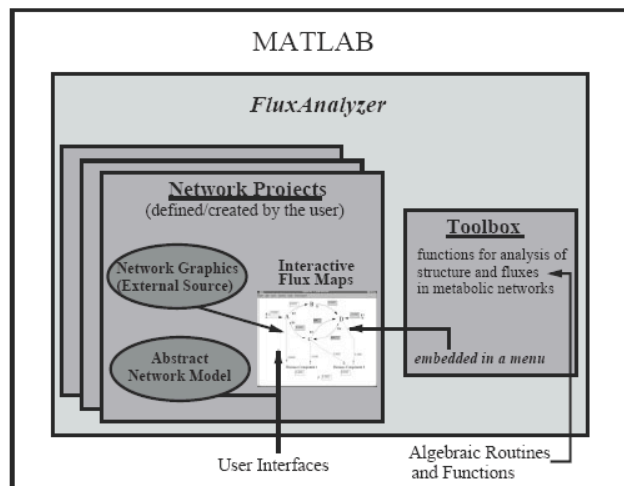 MATLAB
FluxAnalyzer
Network Projects
(defined/created by the user)
Network Graphics
(External Source)
Interactive
Flux Maps
Abstract
Network Model
Toolbox
functions for analysis of
structure and fluxes
in metabolic networks
embedded in a menu
User Interfaces
Algebraic Routines
and Functions